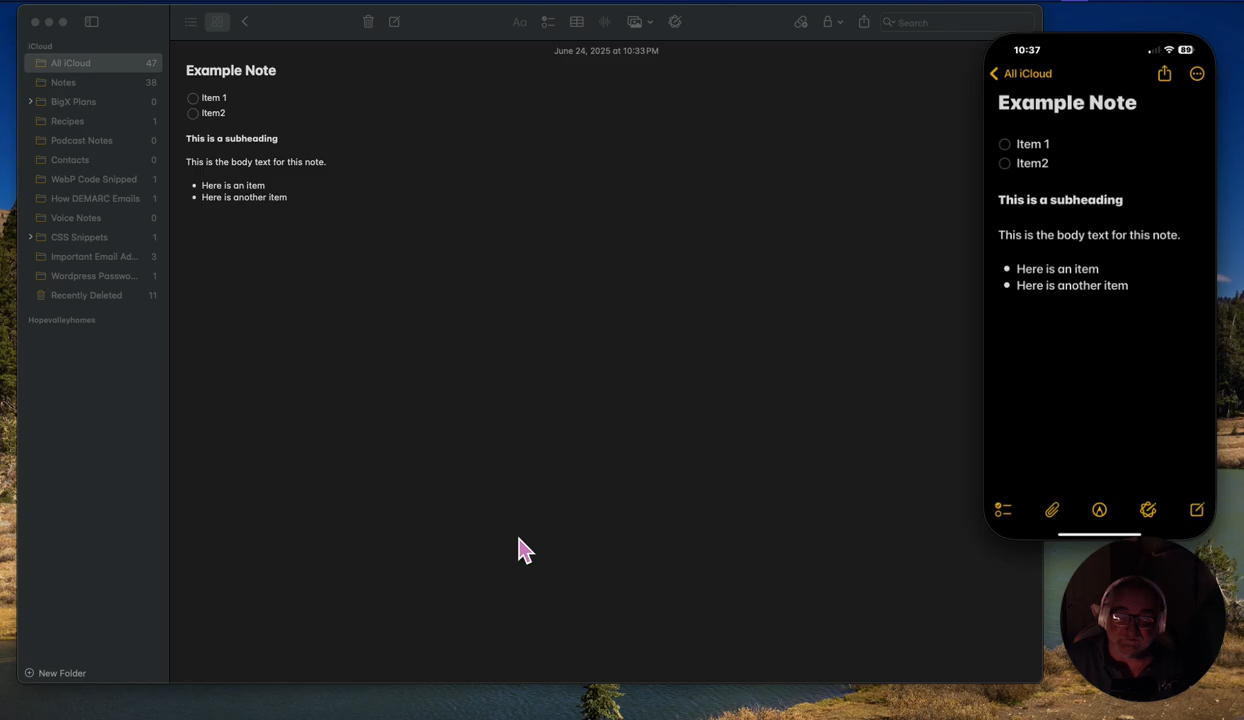 iCloud
All iCloud 47
Notes 38
BigX Plans 0
Recipes 1
Podcast Notes 0
Contacts 0
WebP Code Snipped 1
How DEMARC Emails 1
Voice Notes 0
CSS Snippets 1
Important Email Ad... 3
Wordpress Passwo... 1
Recently Deleted 11
Hopevalleyhomes
New Folder
Aa
Search
June 24, 2025 at 10:33 PM
Example Note
Item 1
Item2
This is a subheading
This is the body text for this note.
• Here is an item
• Here is another item
10:37
89
All iCloud
Example Note
Item 1
Item2
This is a subheading
This is the body text for this note.
• Here is an item
• Here is another item